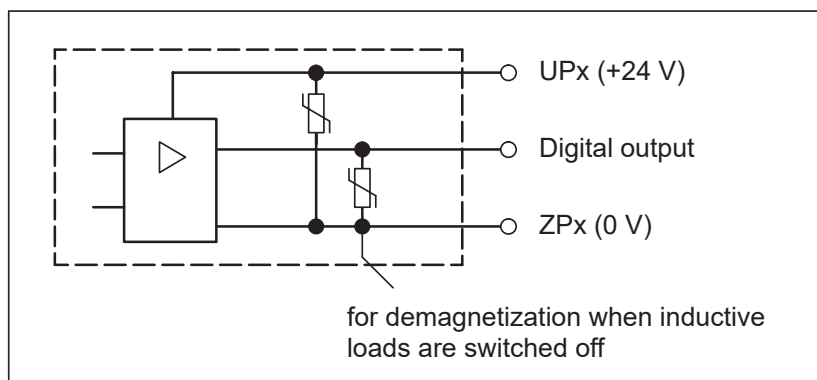 UPx (+24 V)
Digital output
ZPx (0 V)
for demagnetization when inductive
loads are switched off